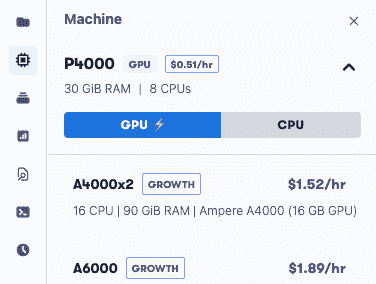 Machine
P4000 GPU $0.51/hr
30 GiB RAM | 8 CPUs
GPU ⚡ CPU
A4000x2 GROWTH $1.52/hr
16 CPU | 90 GiB RAM | Ampere A4000 (16 GB GPU)
A6000 GROWTH $1.89/hr